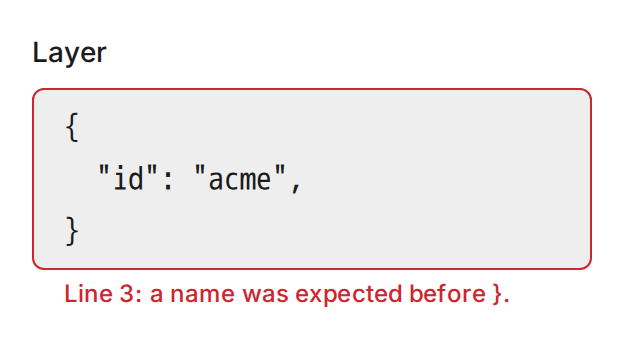 Layer
{
  "id": "acme",
}
Line 3: a name was expected before }.